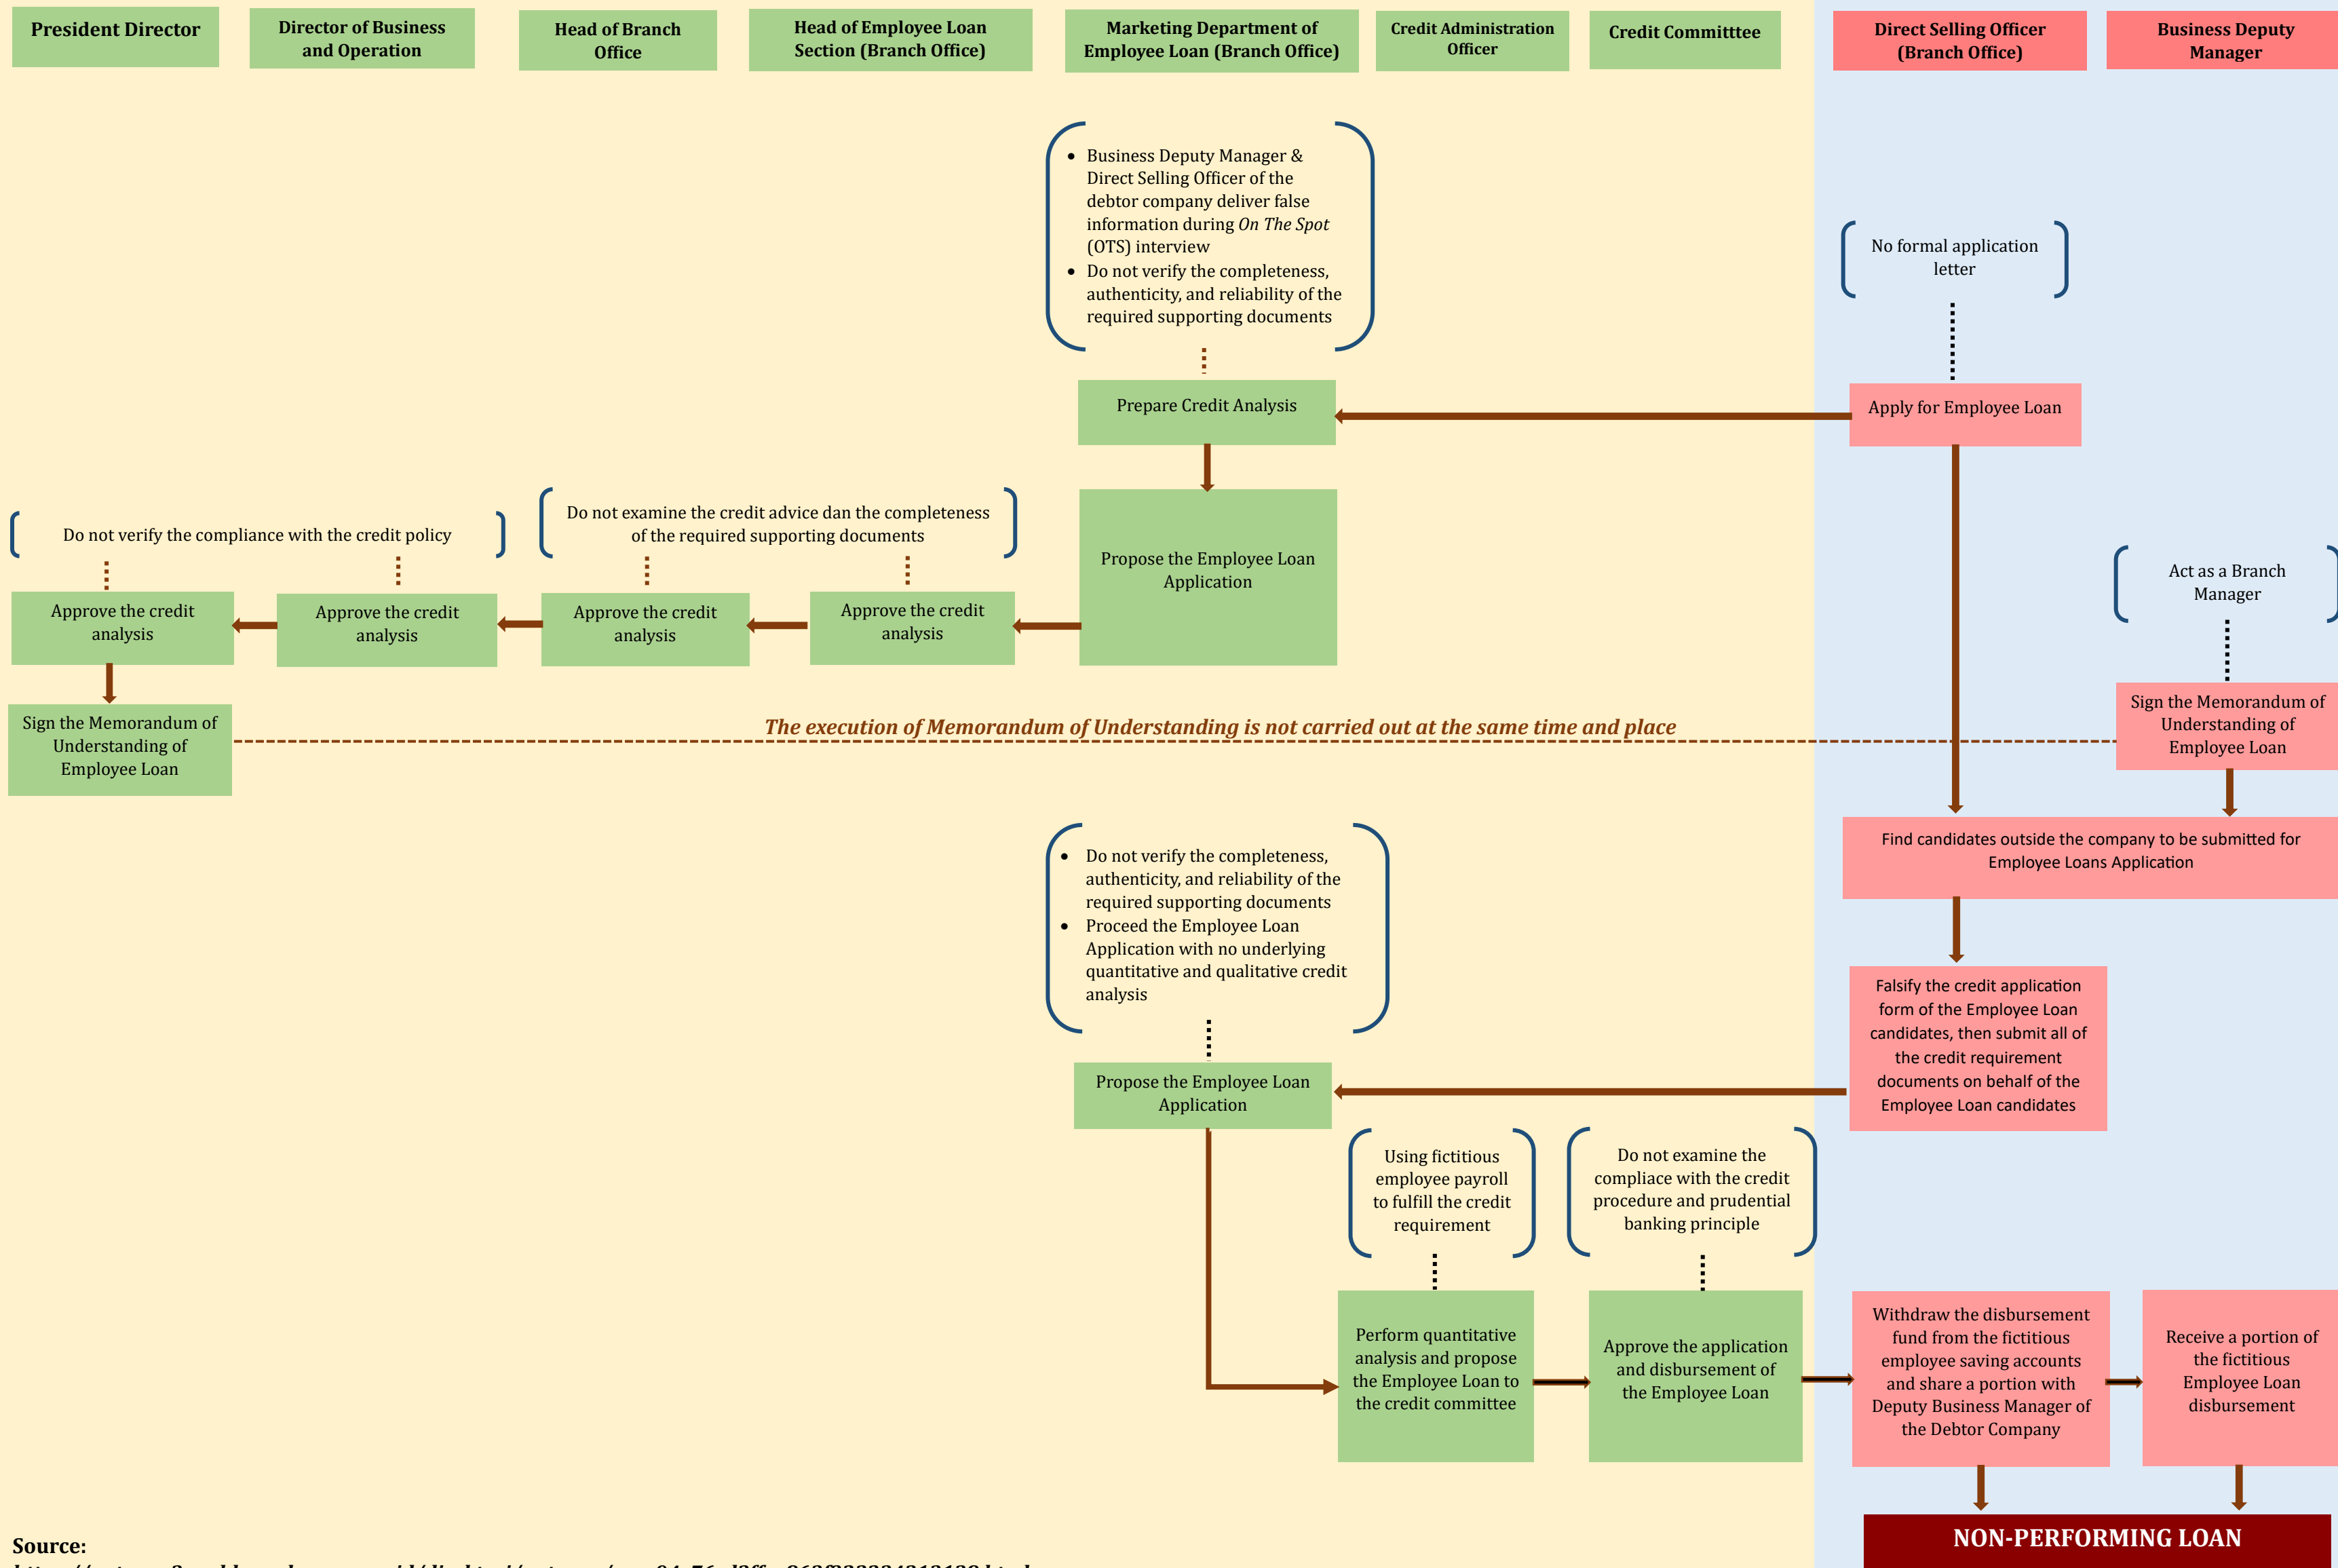 President Director
Director of Business
and Operation
Head of Branch
Office
Head of Employee Loan
Section (Branch Office)
Marketing Department of
Employee Loan (Branch Office)
Credit Administration
Officer
Credit Committtee
Direct Selling Officer
(Branch Office)
Business Deputy
Manager
• Business Deputy Manager &
Direct Selling Officer of the
debtor company deliver false
information during On The Spot
(OTS) interview
• Do not verify the completeness,
authenticity, and reliability of the
required supporting documents
No formal application
letter
Prepare Credit Analysis
Apply for Employee Loan
Do not verify the compliance with the credit policy
Do not examine the credit advice dan the completeness
of the required supporting documents
Propose the Employee Loan
Application
Act as a Branch
Manager
Approve the credit
analysis
Approve the credit
analysis
Approve the credit
analysis
Approve the credit
analysis
Sign the Memorandum of
Understanding of
Employee Loan
The execution of Memorandum of Understanding is not carried out at the same time and place
Sign the Memorandum of
Understanding of
Employee Loan
Find candidates outside the company to be submitted for
Employee Loans Application
• Do not verify the completeness,
authenticity, and reliability of the
required supporting documents
• Proceed the Employee Loan
Application with no underlying
quantitative and qualitative credit
analysis
Falsify the credit application
form of the Employee Loan
candidates, then submit all of
the credit requirement
documents on behalf of the
Employee Loan candidates
Propose the Employee Loan
Application
Using fictitious
employee payroll
to fulfill the credit
requirement
Do not examine the
compliace with the credit
procedure and prudential
banking principle
Perform quantitative
analysis and propose
the Employee Loan to
the credit committee
Approve the application
and disbursement of
the Employee Loan
Withdraw the disbursement
fund from the fictitious
employee saving accounts
and share a portion with
Deputy Business Manager of
the Debtor Company
Receive a portion of
the fictitious
Employee Loan
disbursement
NON-PERFORMING LOAN
Source: